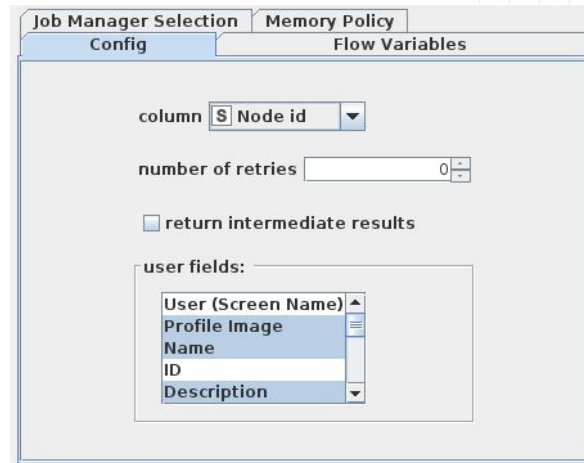 Job Manager Selection Memory Policy
Config Flow Variables
column S Node id
number of retries 0
return intermediate results
user fields:
User (Screen Name)
Profile Image
Name
ID
Description